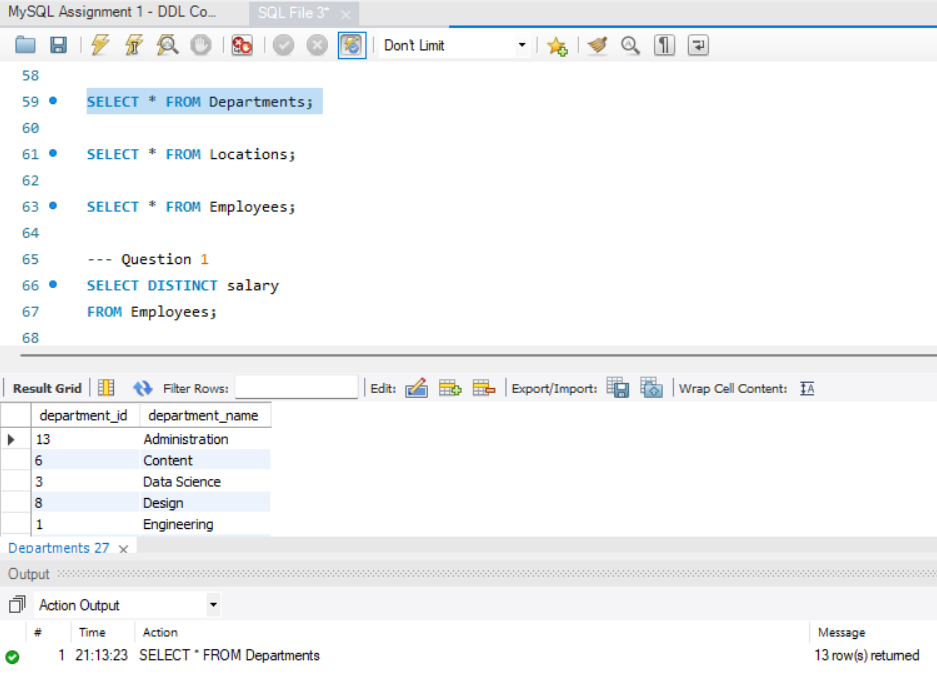 MySQL Assignment 1 - DDL Co... SQL File 3* ×
Don't Limit
58
59 SELECT * FROM Departments;
60
61 SELECT * FROM Locations;
62
63 SELECT * FROM Employees;
64
65 --- Question 1
66 SELECT DISTINCT salary
67 FROM Employees;
68
Result Grid Filter Rows: Edit: Export/Import: Wrap Cell Content: IA
department_id department_name
13 Administration
6 Content
3 Data Science
8 Design
1 Engineering
Departments 27 ×
Output
Action Output
# Time Action Message
1 21:13:23 SELECT * FROM Departments 13 row(s) returned